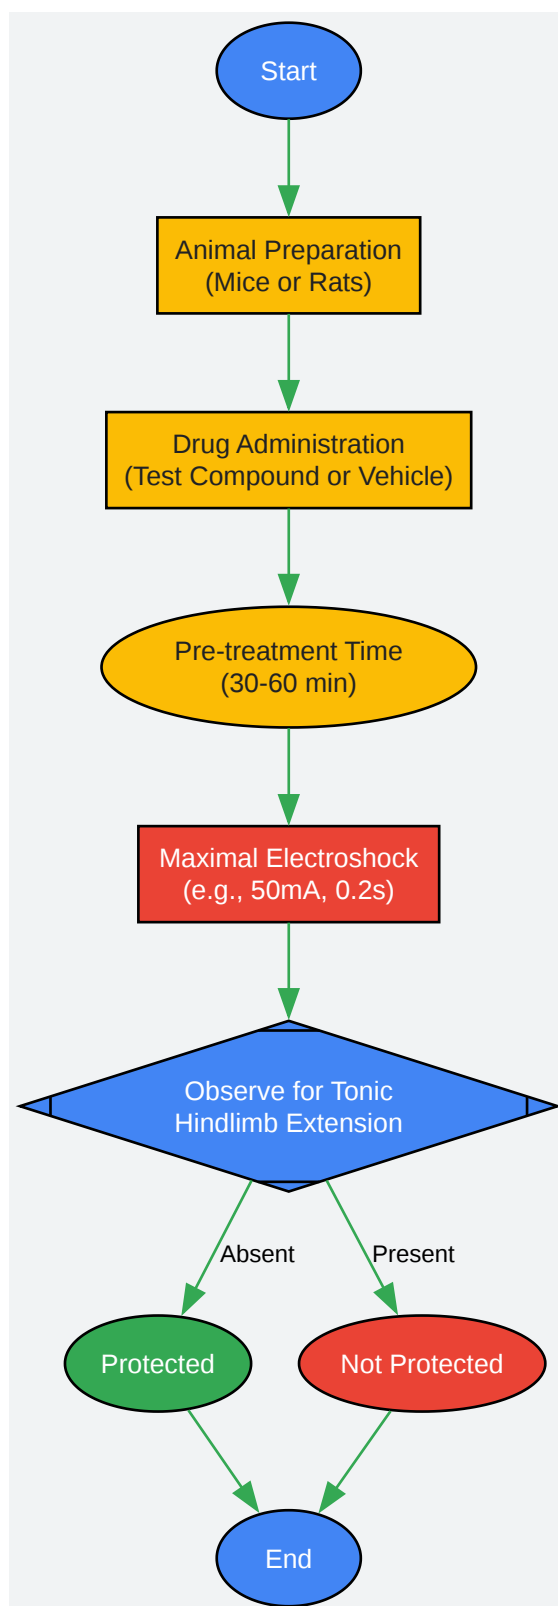 Start
Animal Preparation
(Mice or Rats)
Drug Administration
(Test Compound or Vehicle)
Pre-treatment Time
(30-60 min)
Maximal Electroshock
(e.g., 50mA, 0.2s)
Observe for Tonic
Hindlimb Extension
Absent
Present
Protected
Not Protected
End